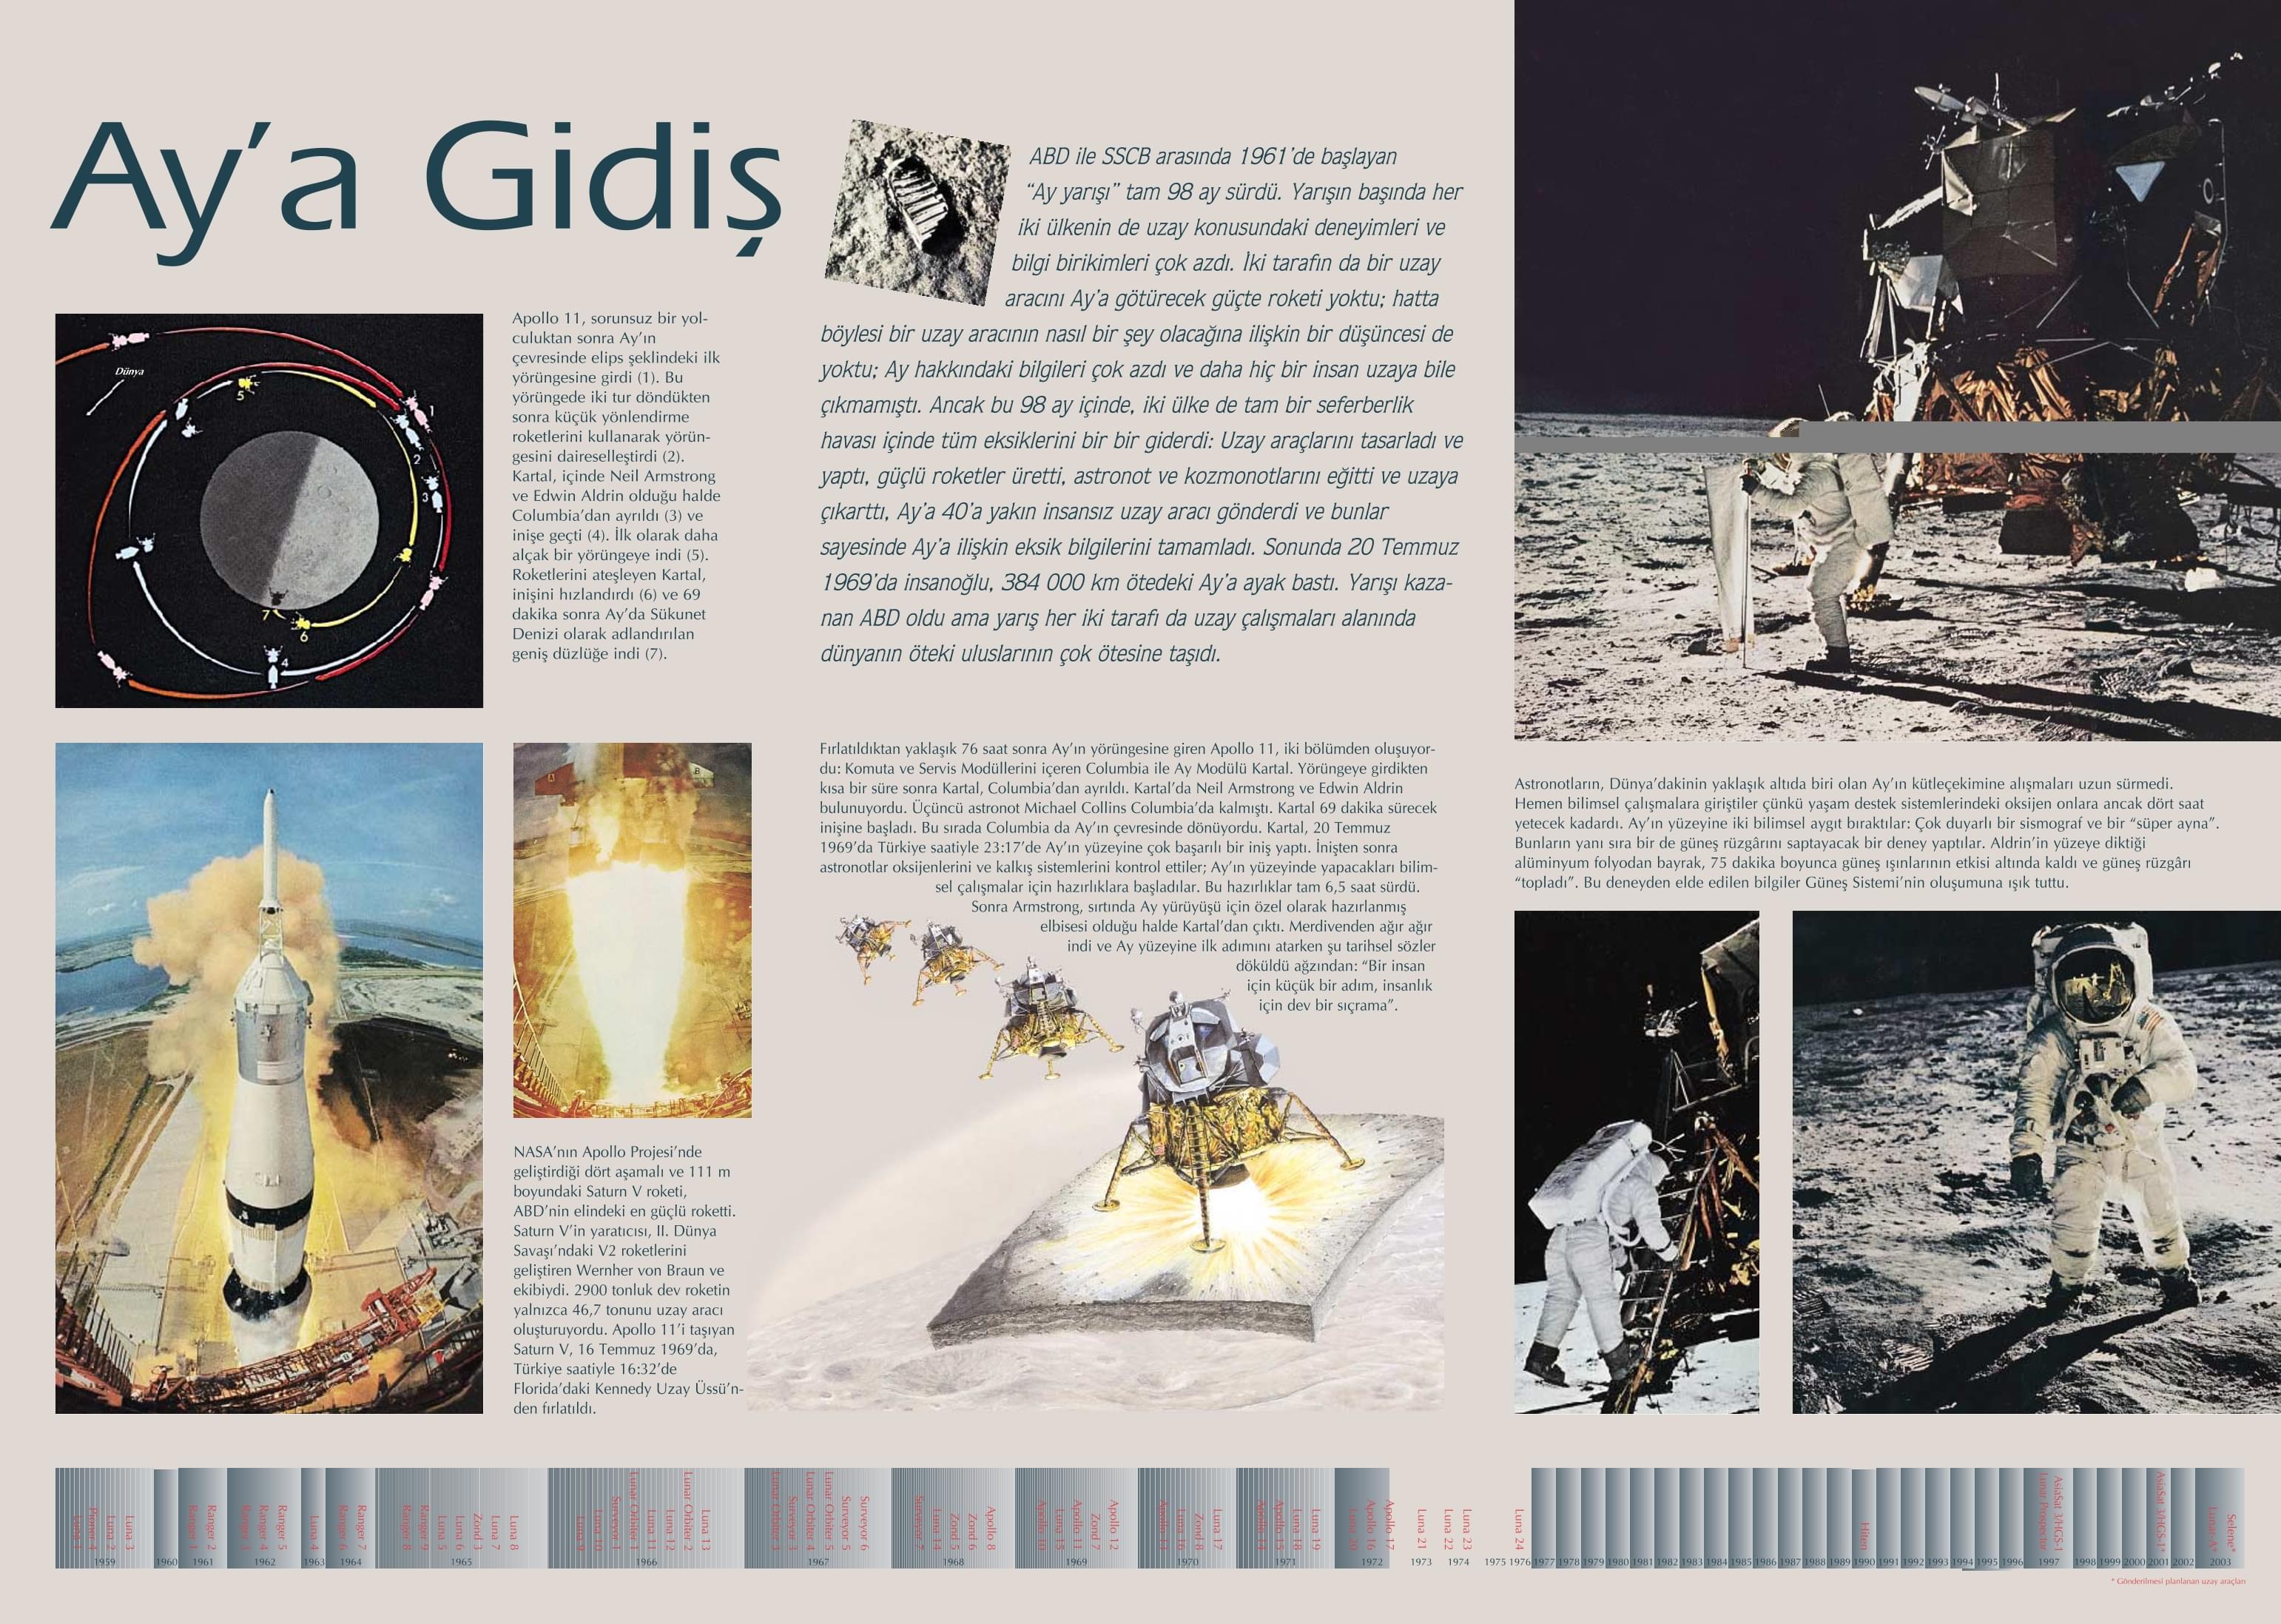 Ay’a Gidiş
ABD ile SSCB arasında 1961’de başlayan
“Ay yarışı” tam 98 ay sürdü. Yarışın başında her
iki ülkenin de uzay konusundaki deneyimleri ve
bilgi birikimleri çok azdı. İki tarafın da bir uzay
aracını Ay’a götürecek güçte roketi yoktu; hatta
böylesi bir uzay aracının nasıl bir şey olacağına ilişkin bir düşüncesi de
yoktu; Ay hakkındaki bilgileri çok azdı ve daha hiç bir insan uzaya bile
çıkmamıştı. Ancak bu 98 ay içinde, iki ülke de tam bir seferberlik
havası içinde tüm eksiklerini bir bir giderdi: Uzay araçlarını tasarladı ve
yaptı, güçlü roketler üretti, astronot ve kozmonotlarını eğitti ve uzaya
çıkarttı, Ay’a 40’a yakın insansız uzay aracı gönderdi ve bunlar
sayesinde Ay’a ilişkin eksik bilgilerini tamamladı. Sonunda 20 Temmuz
1969’da insanoğlu, 384 000 km ötedeki Ay’a ayak bastı. Yarışı kaza-
nan ABD oldu ama yarış her iki tarafı da uzay çalışmaları alanında
dünyanın öteki uluslarının çok ötesine taşıdı.
Dünya
1
2
3
4
5
6
7
Apollo 11, sorunsuz bir yol-
culuktan sonra Ay’ın
çevresinde elips şeklindeki ilk
yörüngesine girdi (1). Bu
yörüngede iki tur döndükten
sonra küçük yönlendirme
roketlerini kullanarak yörün-
gesini daireselleştirdi (2).
Kartal, içinde Neil Armstrong
ve Edwin Aldrin olduğu halde
Columbia’dan ayrıldı (3) ve
inişe geçti (4). İlk olarak daha
alçak bir yörüngeye indi (5).
Roketlerini ateşleyen Kartal,
inişini hızlandırdı (6) ve 69
dakika sonra Ay’da Sükunet
Denizi olarak adlandırılan
geniş düzlüğe indi (7).
NASA’nın Apollo Projesi’nde
geliştirdiği dört aşamalı ve 111 m
boyundaki Saturn V roketi,
ABD’nin elindeki en güçlü roketti.
Saturn V’in yaratıcısı, II. Dünya
Savaşı’ndaki V2 roketlerini
geliştiren Wernher von Braun ve
ekibiydi. 2900 tonluk dev roketin
yalnızca 46,7 tonunu uzay aracı
oluşturuyordu. Apollo 11’i taşıyan
Saturn V, 16 Temmuz 1969’da,
Türkiye saatiyle 16:32’de
Florida’daki Kennedy Uzay Üssü’n-
den fırlatıldı.
Fırlatıldıktan yaklaşık 76 saat sonra Ay’ın yörüngesine giren Apollo 11, iki bölümden oluşuyor-
du: Komuta ve Servis Modüllerini içeren Columbia ile Ay Modülü Kartal. Yörüngeye girdikten
kısa bir süre sonra Kartal, Columbia’dan ayrıldı. Kartal’da Neil Armstrong ve Edwin Aldrin
bulunuyordu. Üçüncü astronot Michael Collins Columbia’da kalmıştı. Kartal 69 dakika sürecek
inişine başladı. Bu sırada Columbia da Ay’ın çevresinde dönüyordu. Kartal, 20 Temmuz
1969’da Türkiye saatiyle 23:17’de Ay’ın yüzeyine çok başarılı bir iniş yaptı. İnişten sonra
astronotlar oksijenlerini ve kalkış sistemlerini kontrol ettiler; Ay’ın yüzeyinde yapacakları bilim-
sel çalışmalar için hazırlıklara başladılar. Bu hazırlıklar tam 6,5 saat sürdü.
Sonra Armstrong, sırtında Ay yürüyüşü için özel olarak hazırlanmış
elbisesi olduğu halde Kartal’dan çıktı. Merdivenden ağır ağır
indi ve Ay yüzeyine ilk adımını atarken şu tarihsel sözler
döküldü ağzından: “Bir insan
için küçük bir adım, insanlık
için dev bir sıçrama”.
Astronotların, Dünya’dakinin yaklaşık altıda biri olan Ay’ın kütleçekimine alışmaları uzun sürmedi.
Hemen bilimsel çalışmalara giriştiler çünkü yaşam destek sistemlerindeki oksijen onlara ancak dört saat
yetecek kadardı. Ay’ın yüzeyine iki bilimsel aygıt bıraktılar: Çok duyarlı bir sismograf ve bir “süper ayna”.
Bunların yanı sıra bir de güneş rüzgârını saptayacak bir deney yaptılar. Aldrin’in yüzeye diktiği
alüminyum folyodan bayrak, 75 dakika boyunca güneş ışınlarının etkisi altında kaldı ve güneş rüzgârı
“topladı”. Bu deneyden elde edilen bilgiler Güneş Sistemi’nin oluşumuna ışık tuttu.
Luna 1
Pioneer 4
Luna 2
Luna 3
1959
1960
Ranger 1
Ranger 2
1961
Ranger 3
Ranger 4
Ranger 5
1962
Luna 4
1963
Ranger 6
Ranger 7
1964
Ranger 8
Ranger 9
Luna 5
Luna 6
Zond 3
Luna 7
Luna 8
1965
Luna 9
Luna 10
Surveyor 1
Lunar Orbiter 1
Luna 11
Luna 12
Lunar Orbiter 2
Luna 13
1966
Lunar Orbiter 3
Surveyor 3
Lunar Orbiter 4
Lunar Orbiter 5
Surveyor 5
Surveyor 6
1967
Surveyor 7
Luna 14
Zond 5
Zond 6
Apollo 8
1968
Apollo 10
Luna 15
Apollo 11
Zond 7
Apollo 12
1969
Apollo 13
Luna 16
Zond 8
Luna 17
1970
Apollo 14
Apollo 15
Luna 18
Luna 19
1971
Luna 20
Apollo 16
Apollo 17
1972
Luna 21
1973
Luna 22
Luna 23
1974
1975
Luna 24
1976
1977 1978 1979 1980 1981 1982 1983 1984 1985 1986 1987 1988 1989
Hiten
1990
1991 1992 1993 1994 1995 1996
Lunar Prospector
AsiaSat 3/HGS-1
1997
1998 1999 2000
AsiaSat 3/HGS-1*
2001
2002
Lunar-A*
Selene*
2003
* Gönderilmesi planlanan uzay araçları